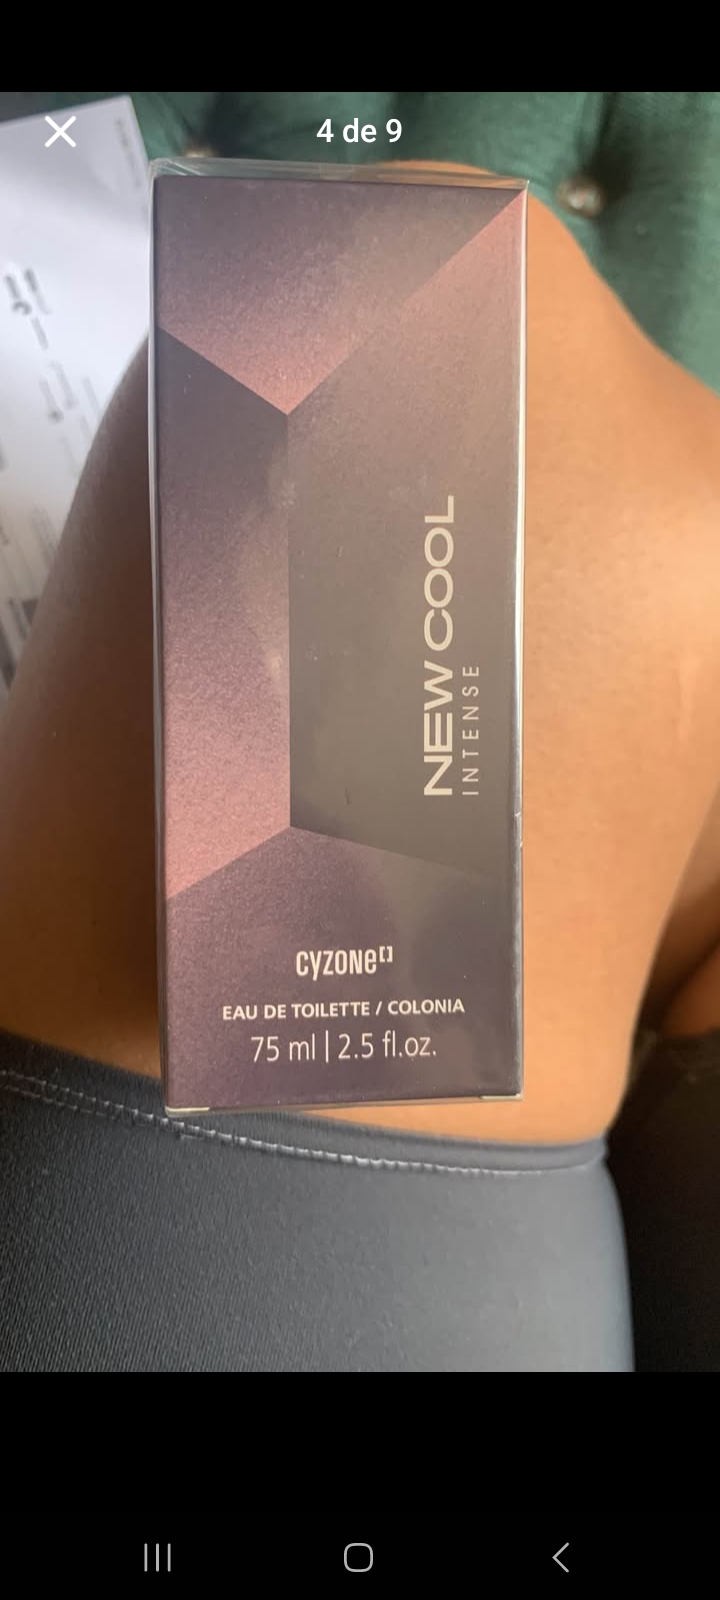 4 de 9
NEW COOL
INTENSE
cyzone[]
EAU DE TOILETTE / COLONIA
75 ml | 2.5 fl.oz.